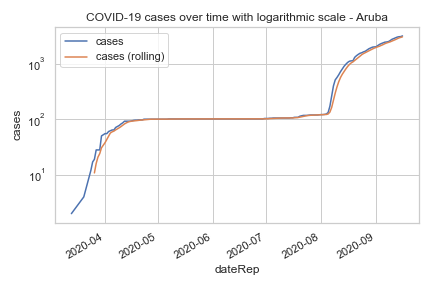 COVID-19 cases over time with logarithmic scale - Aruba
cases
cases (rolling)
10³
10²
10¹
cases
2020-04
2020-05
2020-06
2020-07
2020-08
2020-09
dateRep